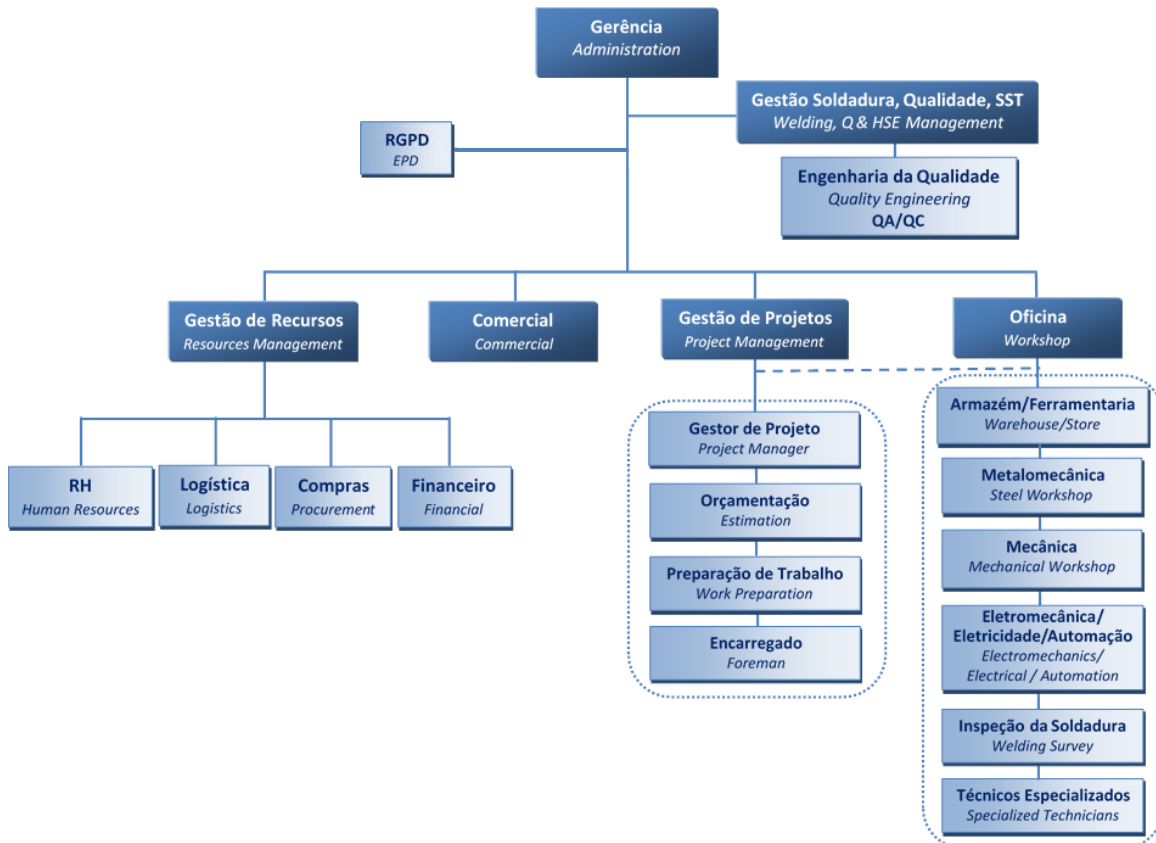 Gerência
Administration
Gestão Soldadura, Qualidade, SST
Welding, Q & HSE Management
RGPD
EPD
Engenharia da Qualidade
Quality Engineering
QA/QC
Gestão de Recursos
Resources Management
Comercial
Commercial
Gestão de Projetos
Project Management
Oficina
Workshop
RH
Human Resources
Logística
Logistics
Compras
Procurement
Financeiro
Financial
Gestor de Projeto
Project Manager
Orçamentação
Estimation
Preparação de Trabalho
Work Preparation
Encarregado
Foreman
Armazém/Ferramentaria
Warehouse/Store
Metalomecânica
Steel Workshop
Mecânica
Mechanical Workshop
Eletromecânica/
Eletricidade/Automação
Electromechanics/
Electrical / Automation
Inspeção da Soldadura
Welding Survey
Técnicos Especializados
Specialized Technicians